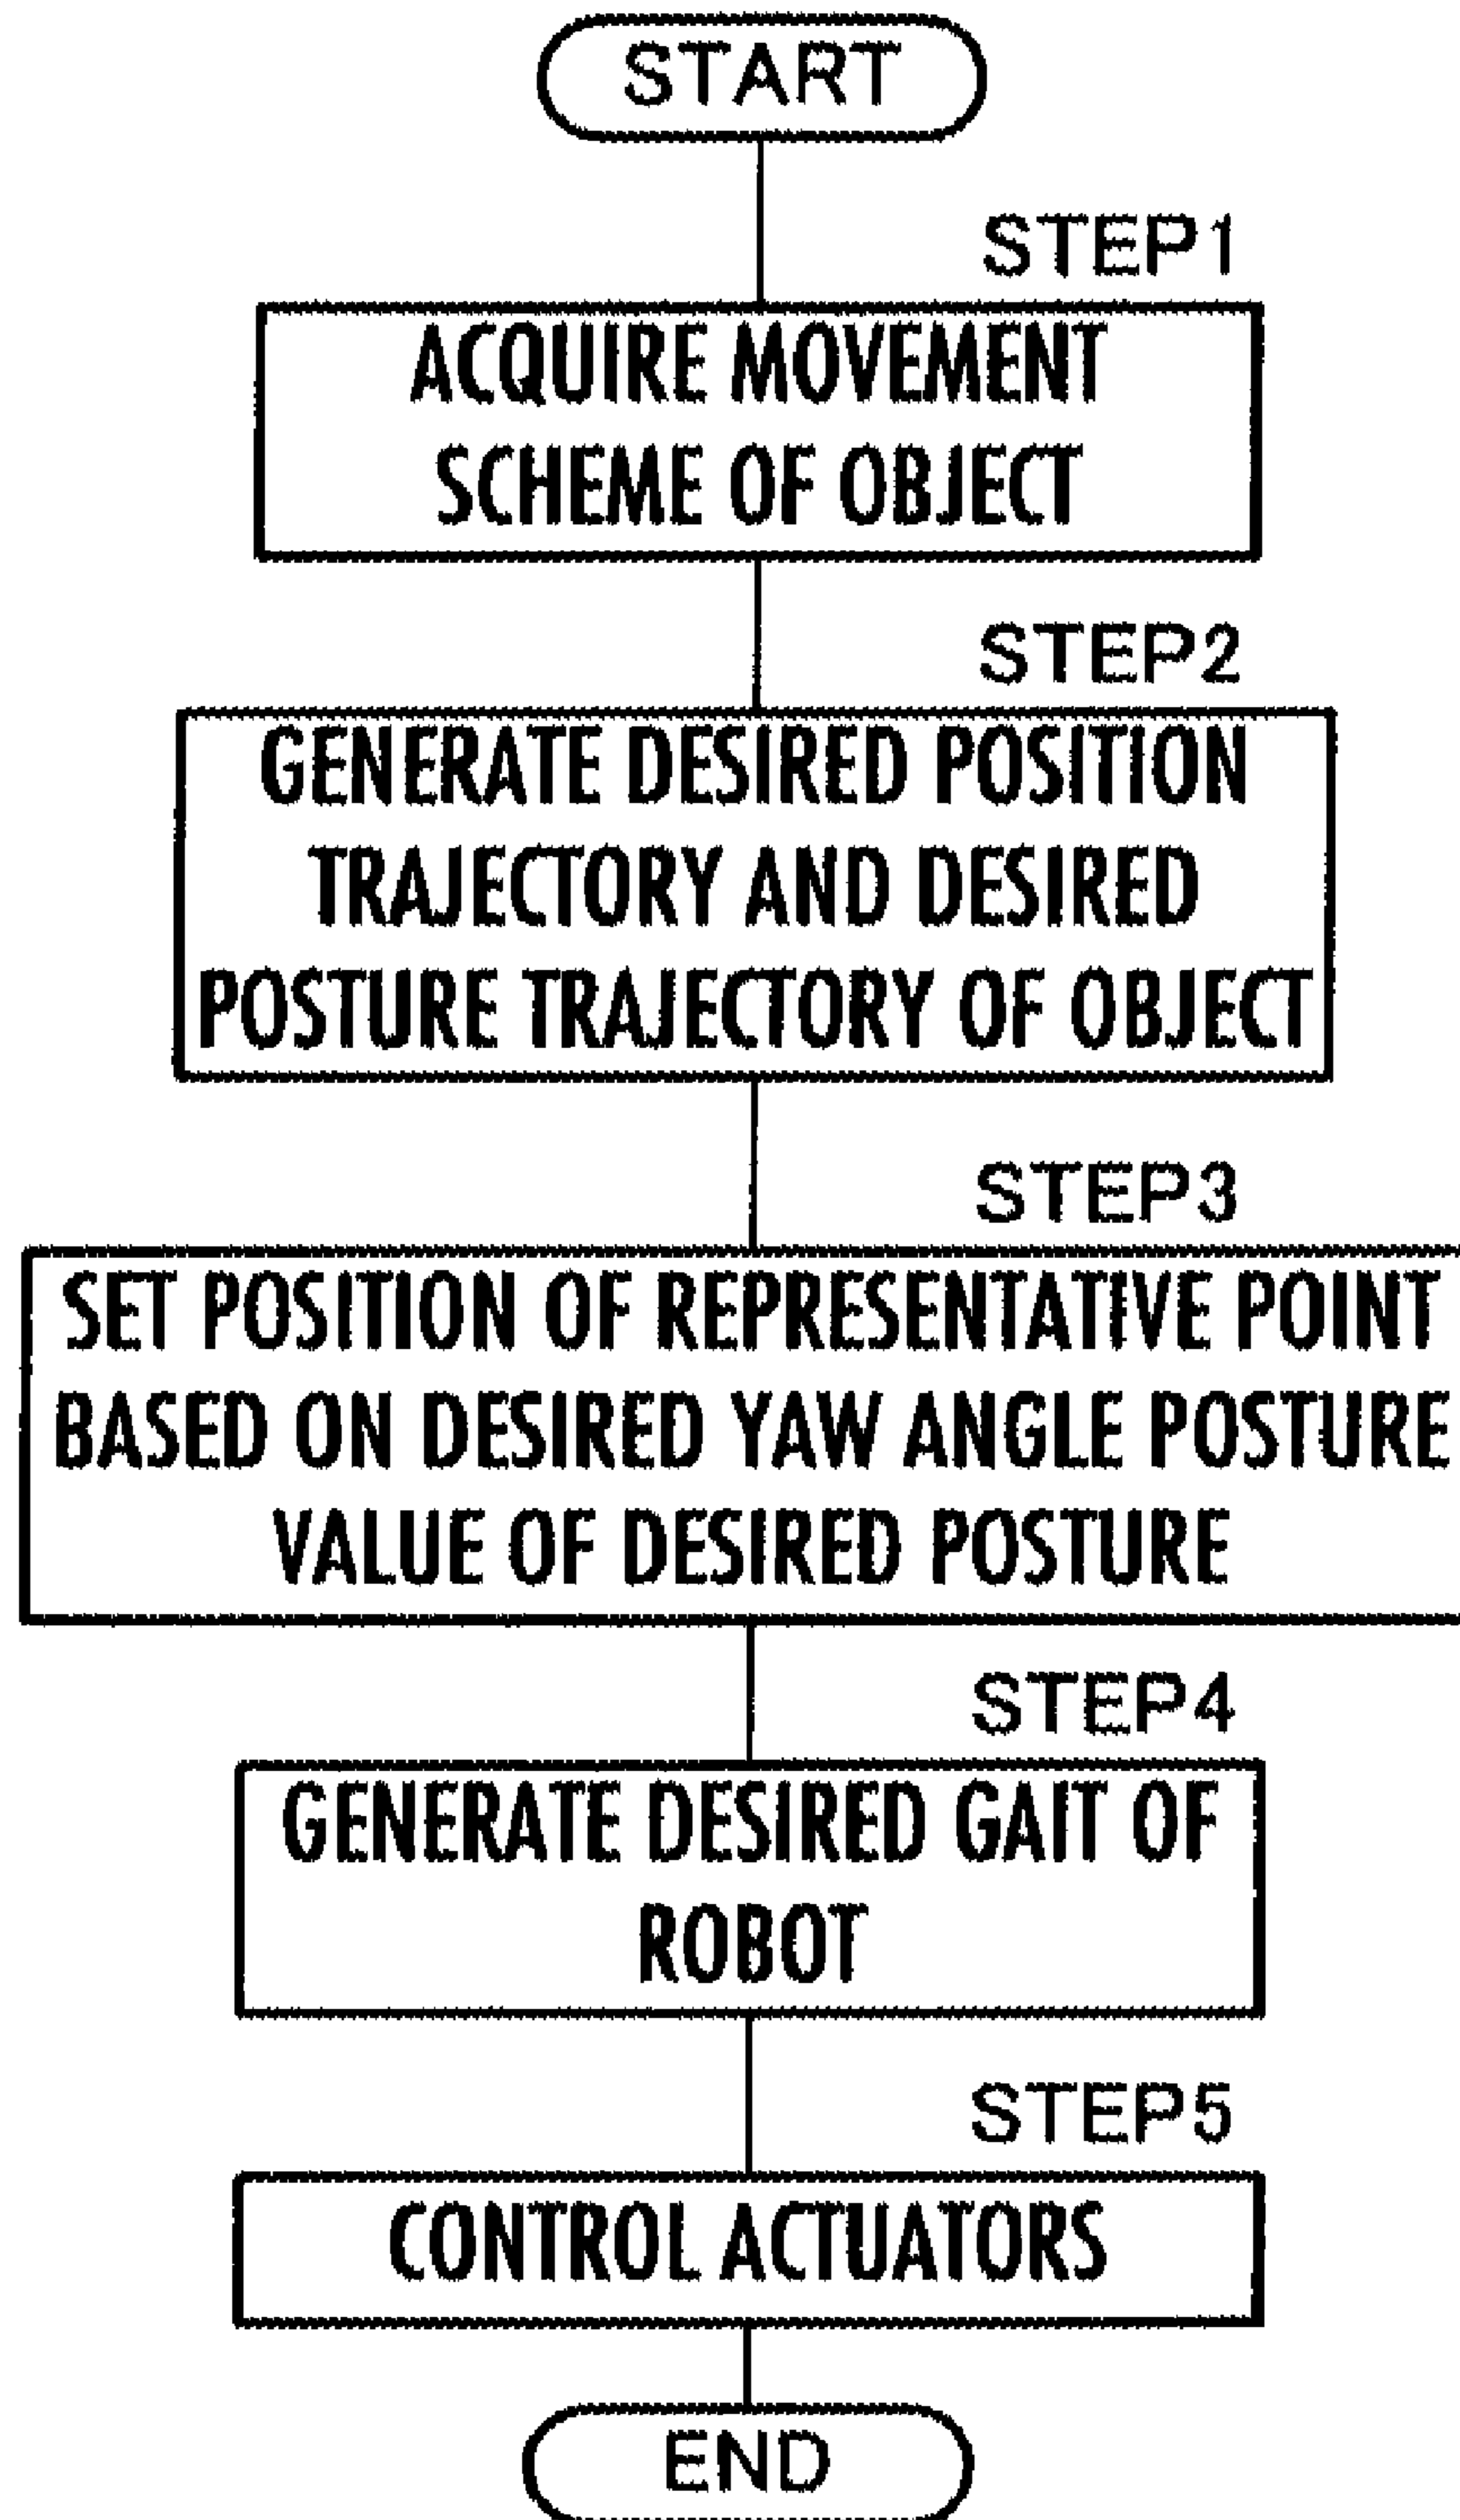 START
STEP1
ACQUIRE MOVEMENT
SCHEME OF OBJECT
STEP2
GENERATE DESIRED POSITION
TRAJECTORY AND DESIRED
POSTURE TRAJECTORY OF OBJECT
STEP3
SET POSITION OF REPRESENTATIVE POINT
BASED ON DESIRED YAW ANGLE POSTURE
VALUE OF DESIRED POSTURE
STEP4
GENERATE DESIRED GAIT OF
ROBOT
STEP5
CONTROL ACTUATORS
END